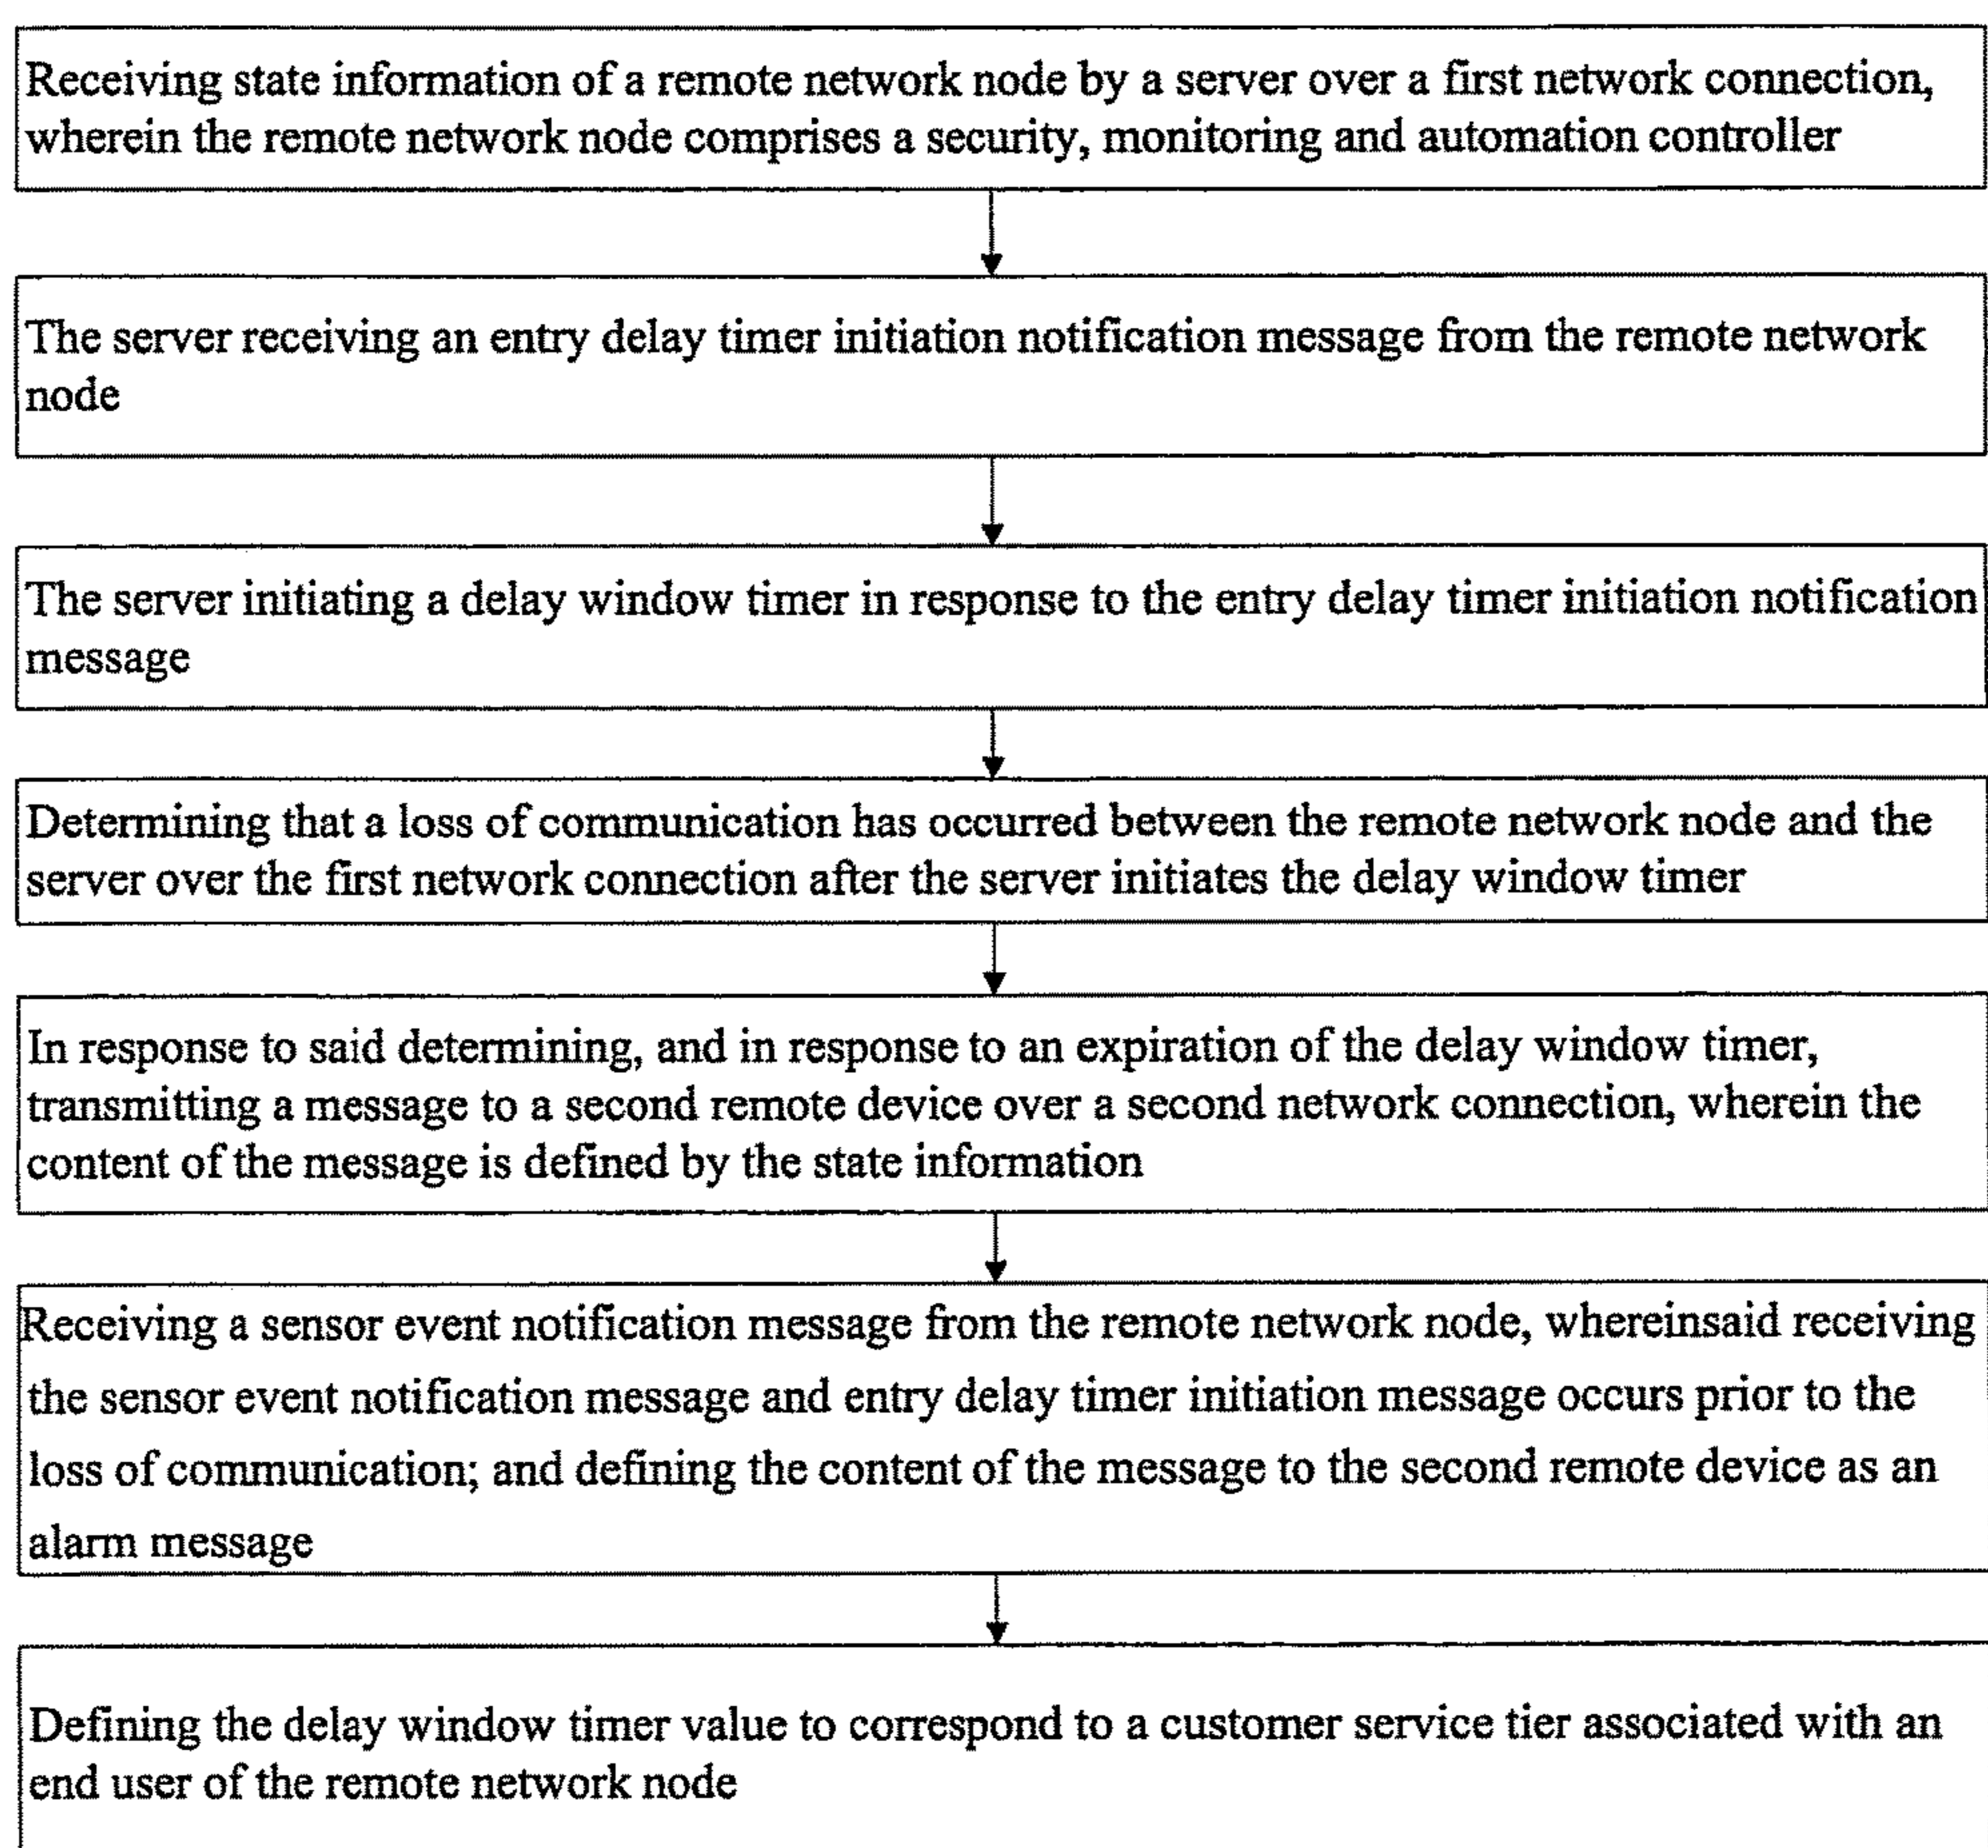 Receiving state information of a remote network node by a server over a first network connection,
wherein the remote network node comprises a security, monitoring and automation controller
The server receiving an entry delay timer initiation notification message from the remote network
node
The server initiating a delay window timer in response to the entry delay timer initiation notification
message
Determining that a loss of communication has occurred between the remote network node and the
server over the first network connection after the server initiates the delay window timer
In response to said determining, and in response to an expiration of the delay window timer,
transmitting a message to a second remote device over a second network connection, wherein the
content of the message is defined by the state information
Receiving a sensor event notification message from the remote network node, whereinsaid receiving
the sensor event notification message and entry delay timer initiation message occurs prior to the
loss of communication; and defining the content of the message to the second remote device as an
alarm message
Defining the delay window timer value to correspond to a customer service tier associated with an
end user of the remote network node